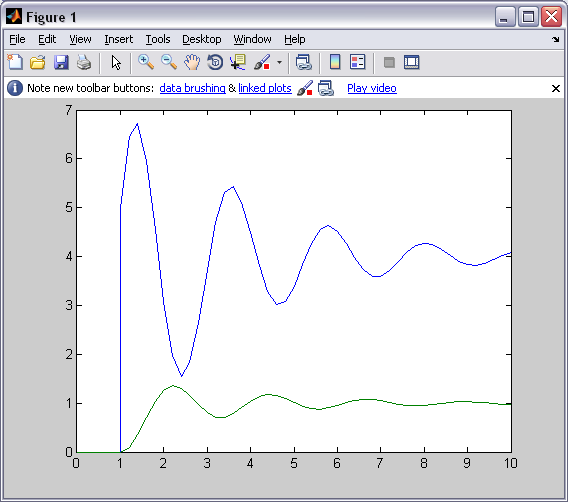 Figure 1
File Edit View Insert Tools Desktop Window Help
Note new toolbar buttons: data brushing & linked plots Play video
7
6
5
4
3
2
1
0
0 1 2 3 4 5 6 7 8 9 10